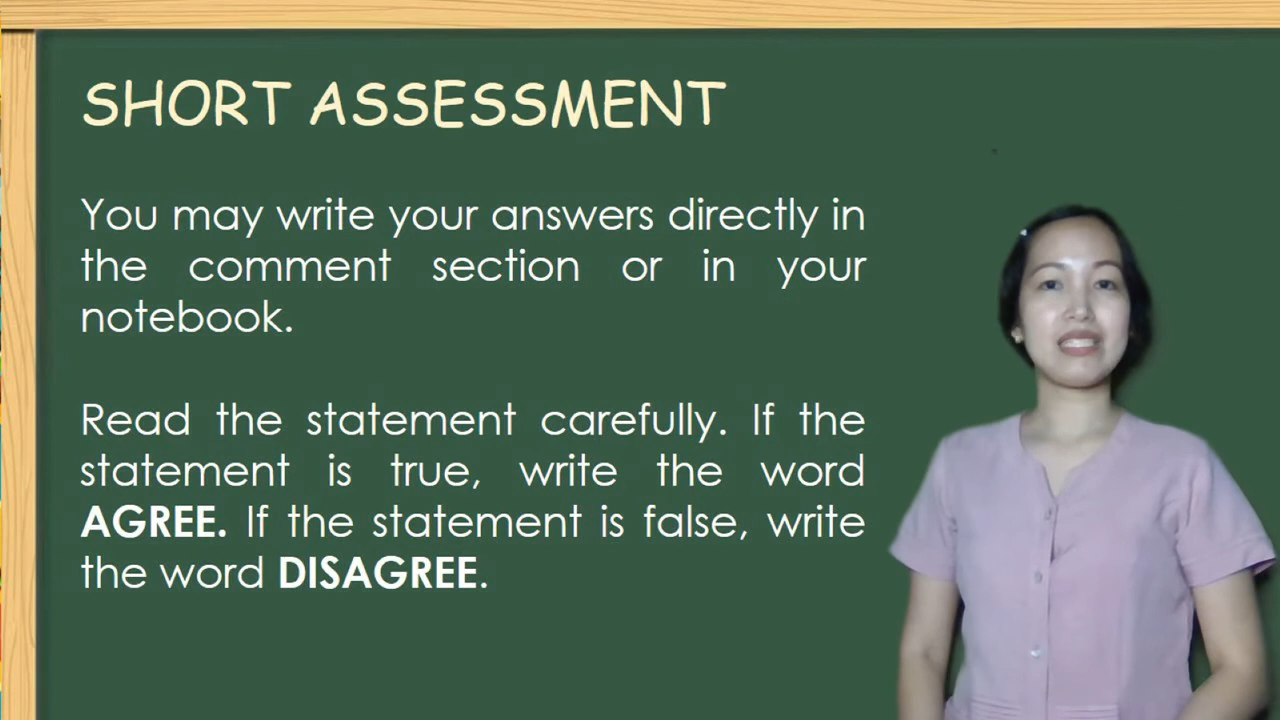 SHORT ASSESSMENT
You may write your answers directly in
the comment section or in your
notebook.
Read the statement carefully. If the
statement is true, write the word
AGREE. If the statement is false, write
the word DISAGREE.